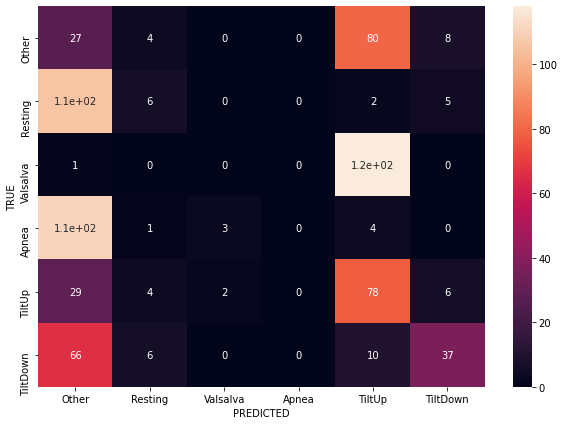 Other 27 4 0 0 80 8
Resting 1.1e+02 6 0 0 2 5
Valsalva 1 0 0 0 1.2e+02 0
Apnea 1.1e+02 1 3 0 4 0
TiltUp 29 4 2 0 78 6
TiltDown 66 6 0 0 10 37
TRUE
Other Resting Valsalva Apnea TiltUp TiltDown
PREDICTED
100
80
60
40
20
0